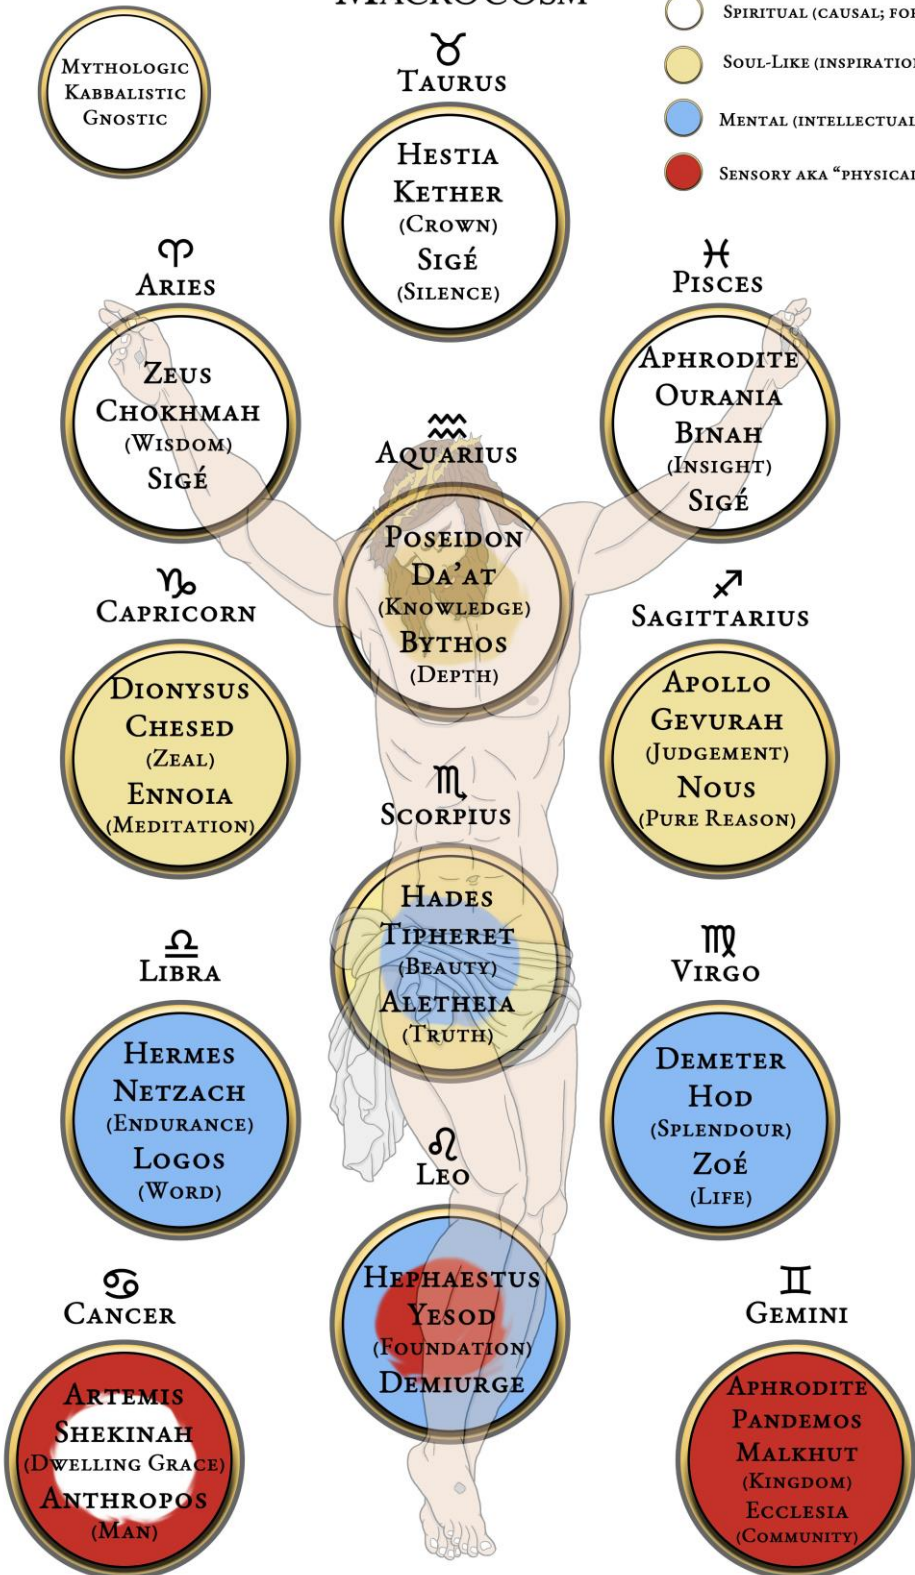 MACROCOSM
MYTHOLOGIC
KABBALISTIC
GNOSTIC
SPIRITUAL (CAUSAL;
SOUL-LIKE
MENTAL
SENSORY AKA
♉
TAURUS
HESTIA
KETHER
(CROWN)
SIGÉ
(SILENCE)
♈
ARIES
ZEUS
CHOKHMAH
(WISDOM)
SIGÉ
♓
PISCES
APHRODITE
OURANIA
BINAH
(INSIGHT)
SIGÉ
♒
AQUARIUS
POSEIDON
DA'AT
(KNOWLEDGE)
BYTHOS
(DEPTH)
♑
CAPRICORN
DIONYSUS
CHESED
(ZEAL)
ENNOIA
(MEDITATION)
♐
SAGITTARIUS
APOLLO
GEVURAH
(JUDGEMENT)
NOUS
(PURE REASON)
♏
SCORPIUS
HADES
TIPHERET
(BEAUTY)
ALETHEIA
(TRUTH)
♎
LIBRA
HERMES
NETZACH
(ENDURANCE)
LOGOS
(WORD)
♍
VIRGO
DEMETER
HOD
(SPLENDOUR)
ZOÉ
(LIFE)
♌
LEO
HEPHAESTUS
YESOD
(FOUNDATION)
DEMIURGE
♋
CANCER
ARTEMIS
SHEKINAH
(DWELLING GRACE)
ANTHROPOS
(MAN)
♊
GEMINI
APHRODITE
PANDEMOS
MALKHUT
(KINGDOM)
ECCLESIA
(COMMUNITY)